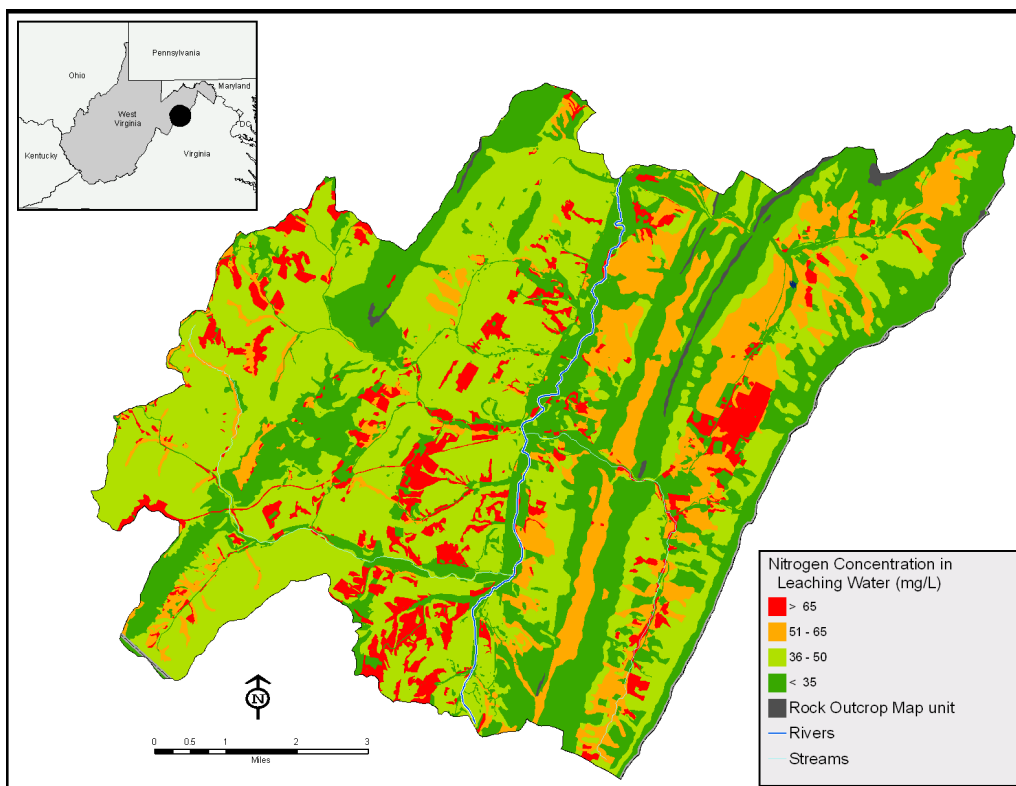 Pennsylvania
Ohio
Maryland
West
Virginia
DC
Kentucky
Virginia
N
0 0.5 1 2 3
Miles
Nitrogen Concentration in
Leaching Water (mg/L)
> 65
51 - 65
36 - 50
< 35
Rock Outcrop Map unit
Rivers
Streams